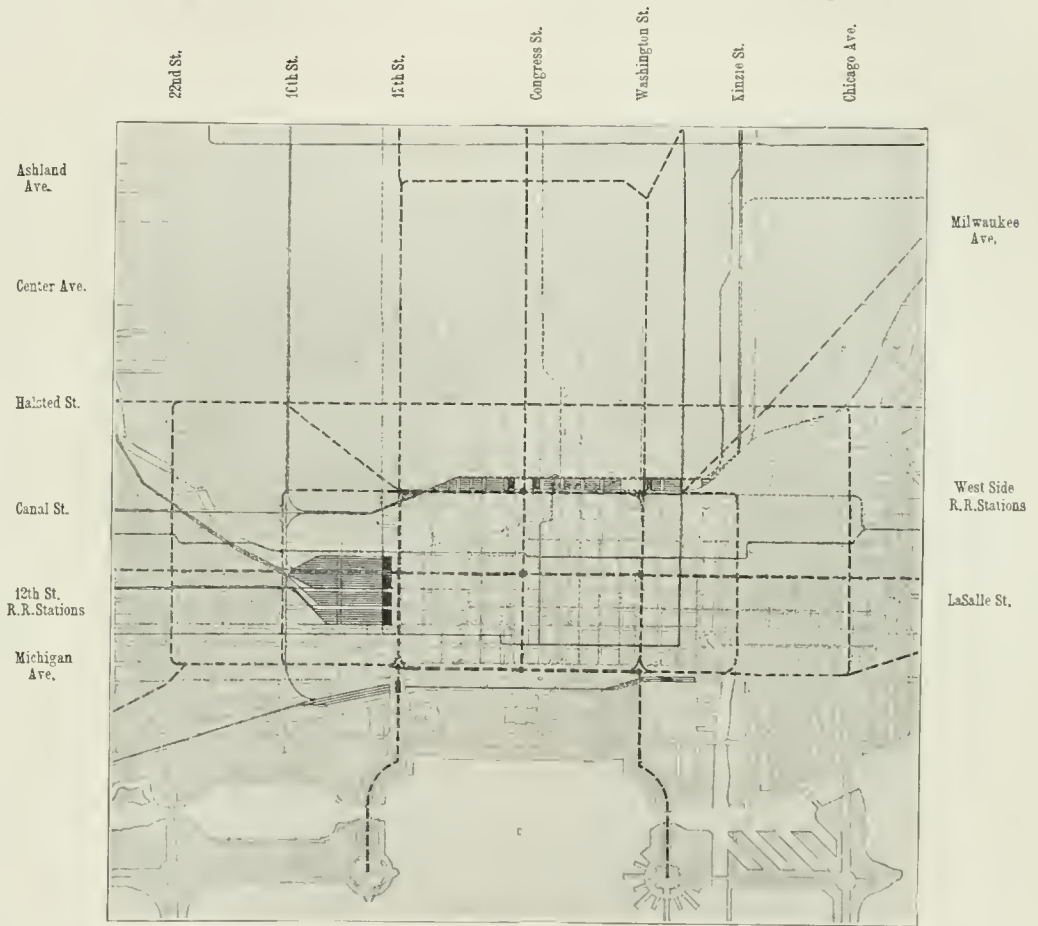 22nd St.
16th St.
12th St.
Congress St.
Washington St.
Kinzie St.
Chicago Ave.
Ashland
Ave.
Center Ave.
Halsted St.
Canal St.
12th St.
R.R.Stations
Michigan
Ave.
Milwaukee
Ave.
West Side
R.R.Stations
LaSalle St.